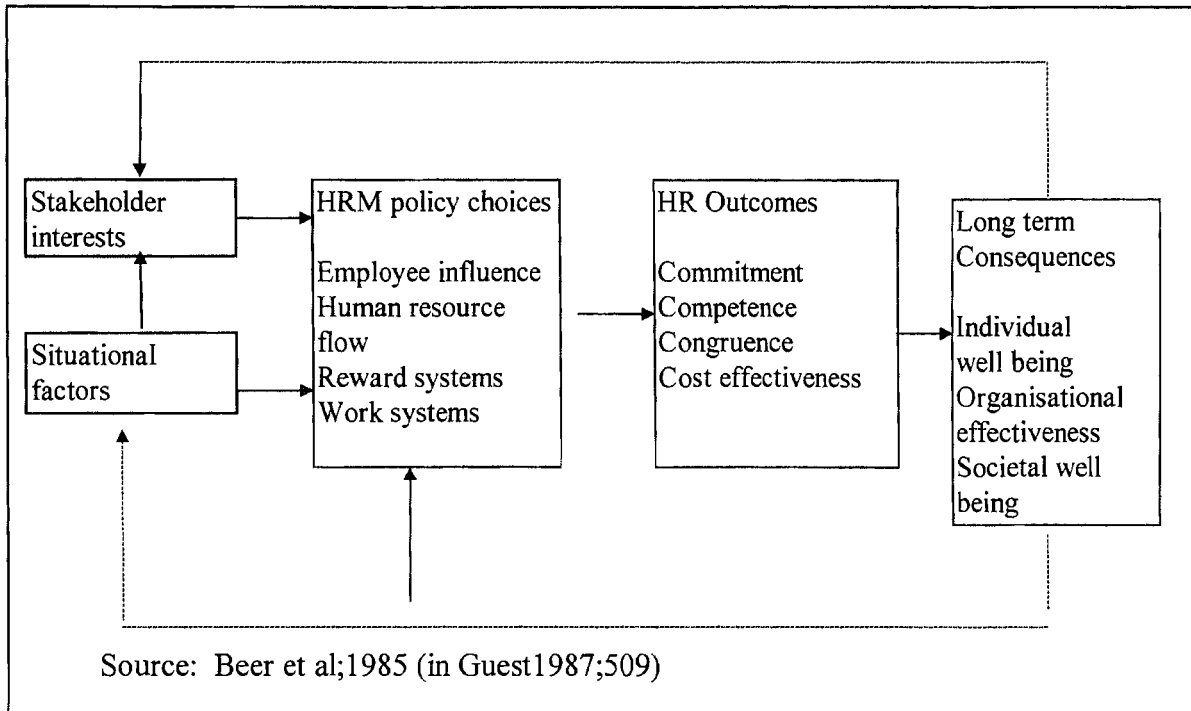 Stakeholder
interests
Situational
factors
HRM policy choices
Employee influence
Human resource
flow
Reward systems
Work systems
HR Outcomes
Commitment
Competence
Congruence
Cost effectiveness
Long term
Consequences
Individual
well being
Organisational
effectiveness
Societal well
being
Source: Beer et al;1985 (in Guest1987;509)